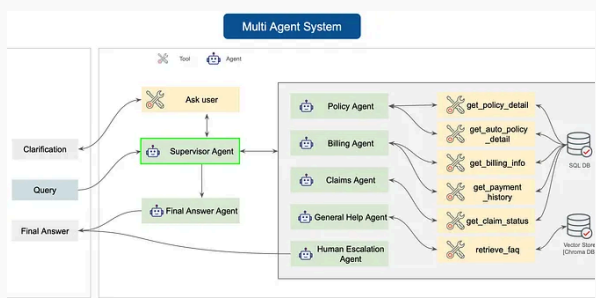 Multi Agent System
Tool
Agent
Ask user
Supervisor Agent
Final Answer Agent
Clarification
Query
Final Answer
Policy Agent
Billing Agent
Claims Agent
General Help Agent
Human Escalation
Agent
get_policy_detail
get_auto_policy
_detail
get_billing_info
get_payment
_history
get_claim_status
retrieve_faq
SQL DB
Vector Store
[Chroma DB